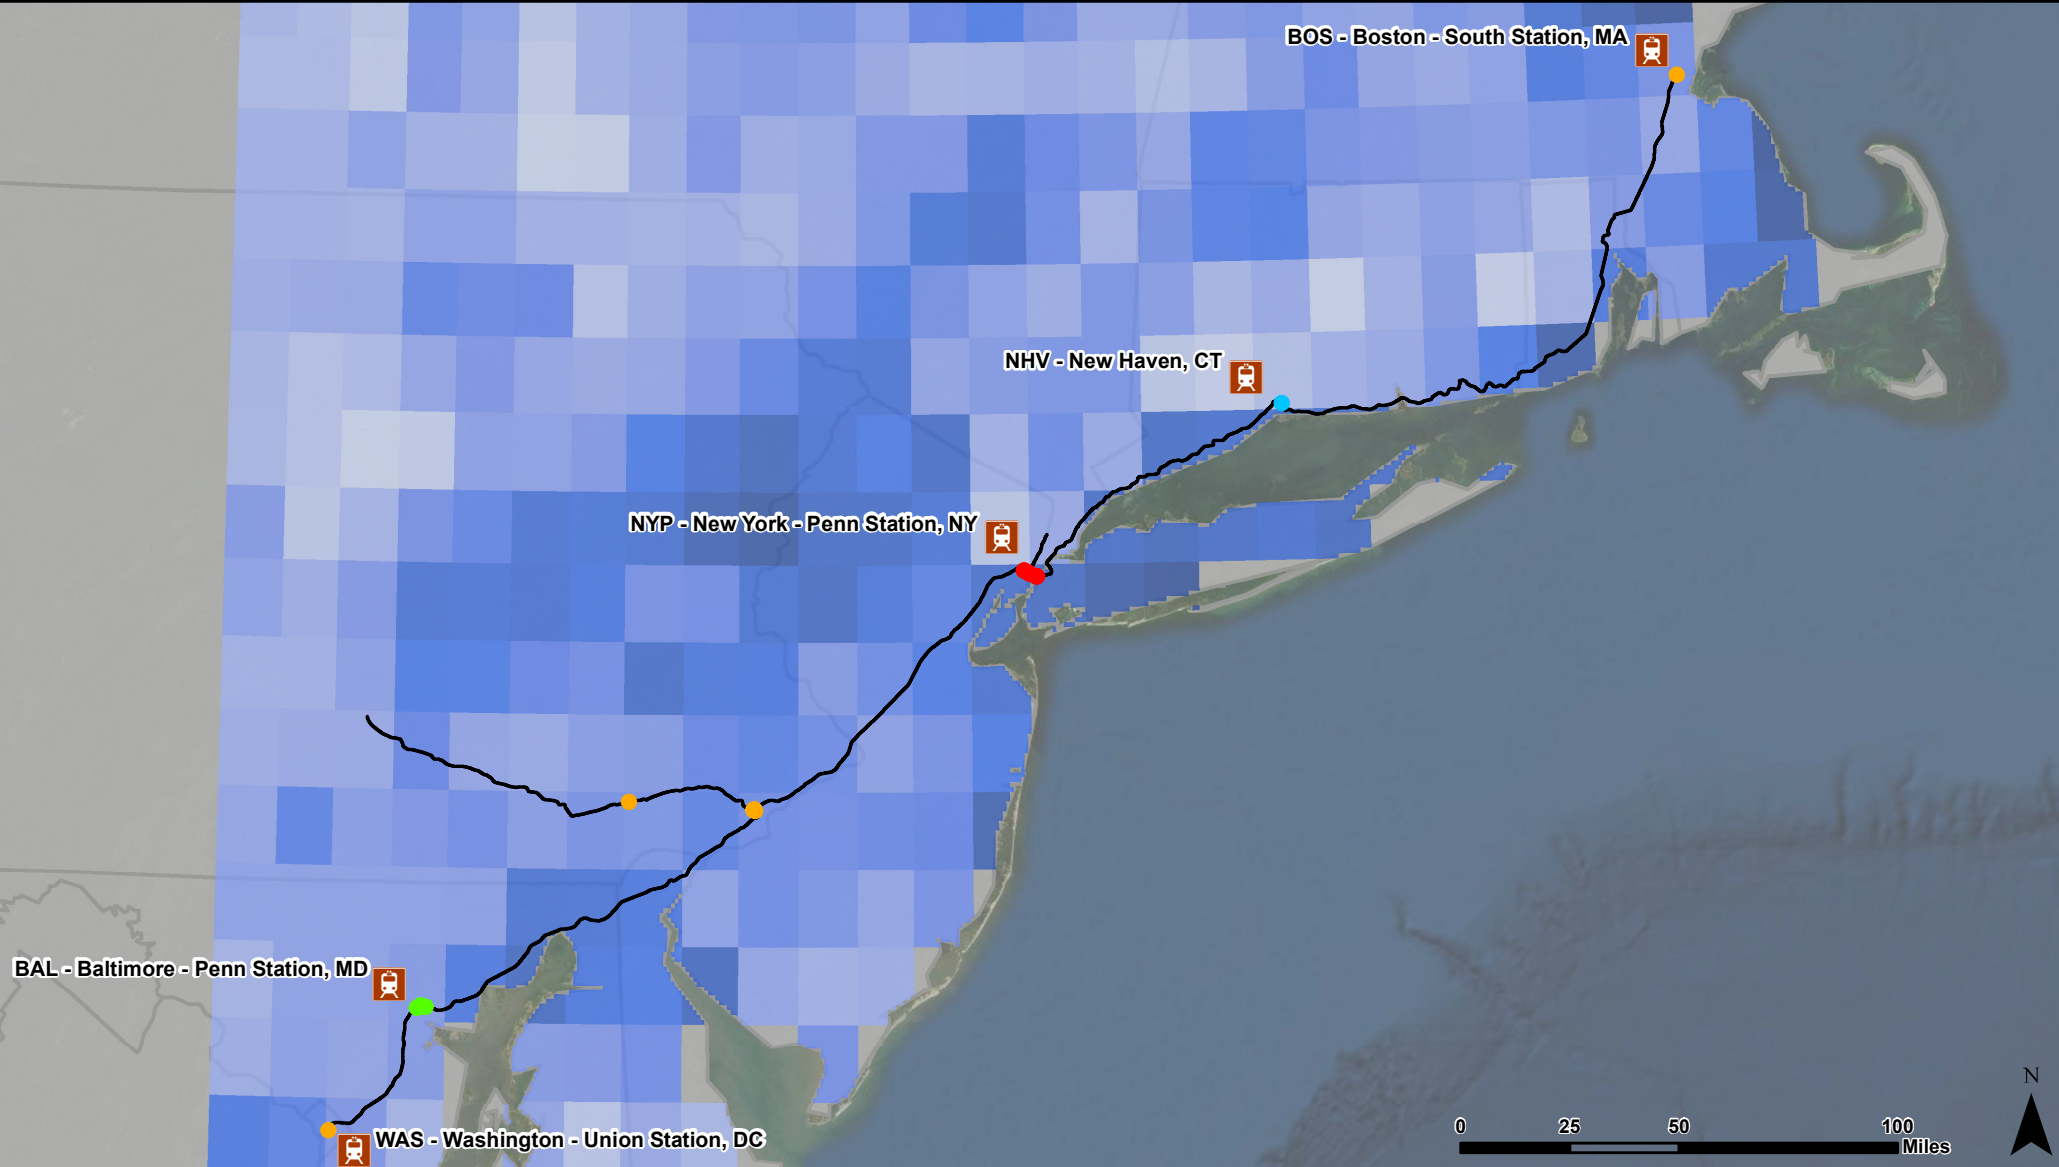 BOS - Boston - South Station, MA
NHV - New Haven, CT
NYP - New York - Penn Station, NY
BAL - Baltimore - Penn Station, MD
WAS - Washington - Union Station, DC
N
0 25 50 100
Miles